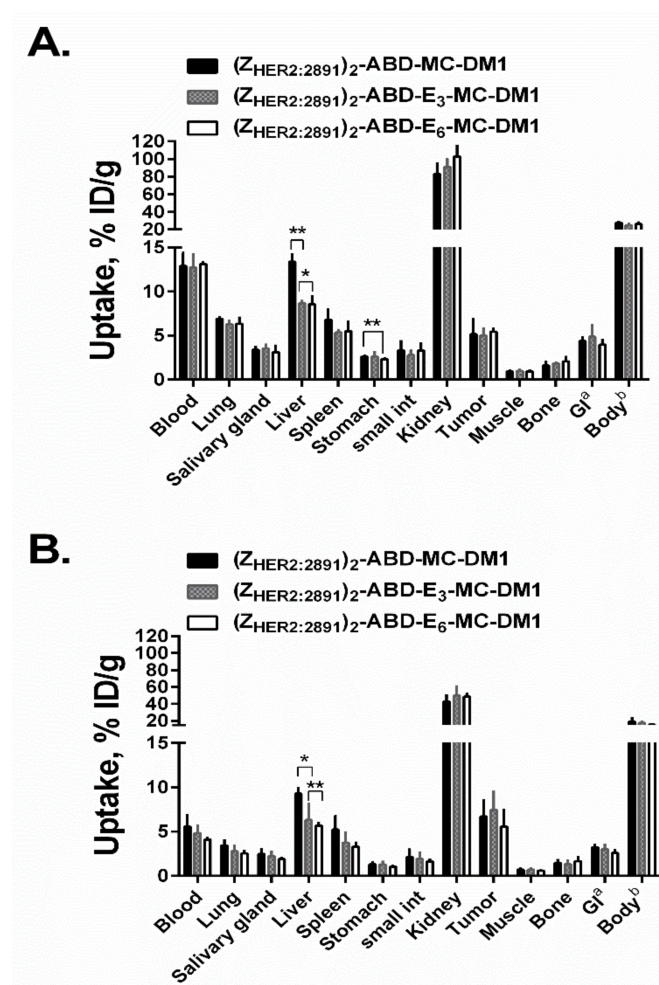 A.
(ZHER2:2891)2-ABD-MC-DM1
(ZHER2:2891)2-ABD-E3-MC-DM1
(ZHER2:2891)2-ABD-E6-MC-DM1
Uptake, % ID/g
120
100
80
60
40
20
15
10
5
0
**
*
**
Blood
Lung
Salivary gland
Liver
Spleen
Stomach
small int
Kidney
Tumor
Muscle
Bone
GIa
Bodyb
B.
(ZHER2:2891)2-ABD-MC-DM1
(ZHER2:2891)2-ABD-E3-MC-DM1
(ZHER2:2891)2-ABD-E6-MC-DM1
Uptake, % ID/g
120
100
80
60
40
20
15
10
5
0
*
**
Blood
Lung
Salivary gland
Liver
Spleen
Stomach
small int
Kidney
Tumor
Muscle
Bone
GIa
Bodyb